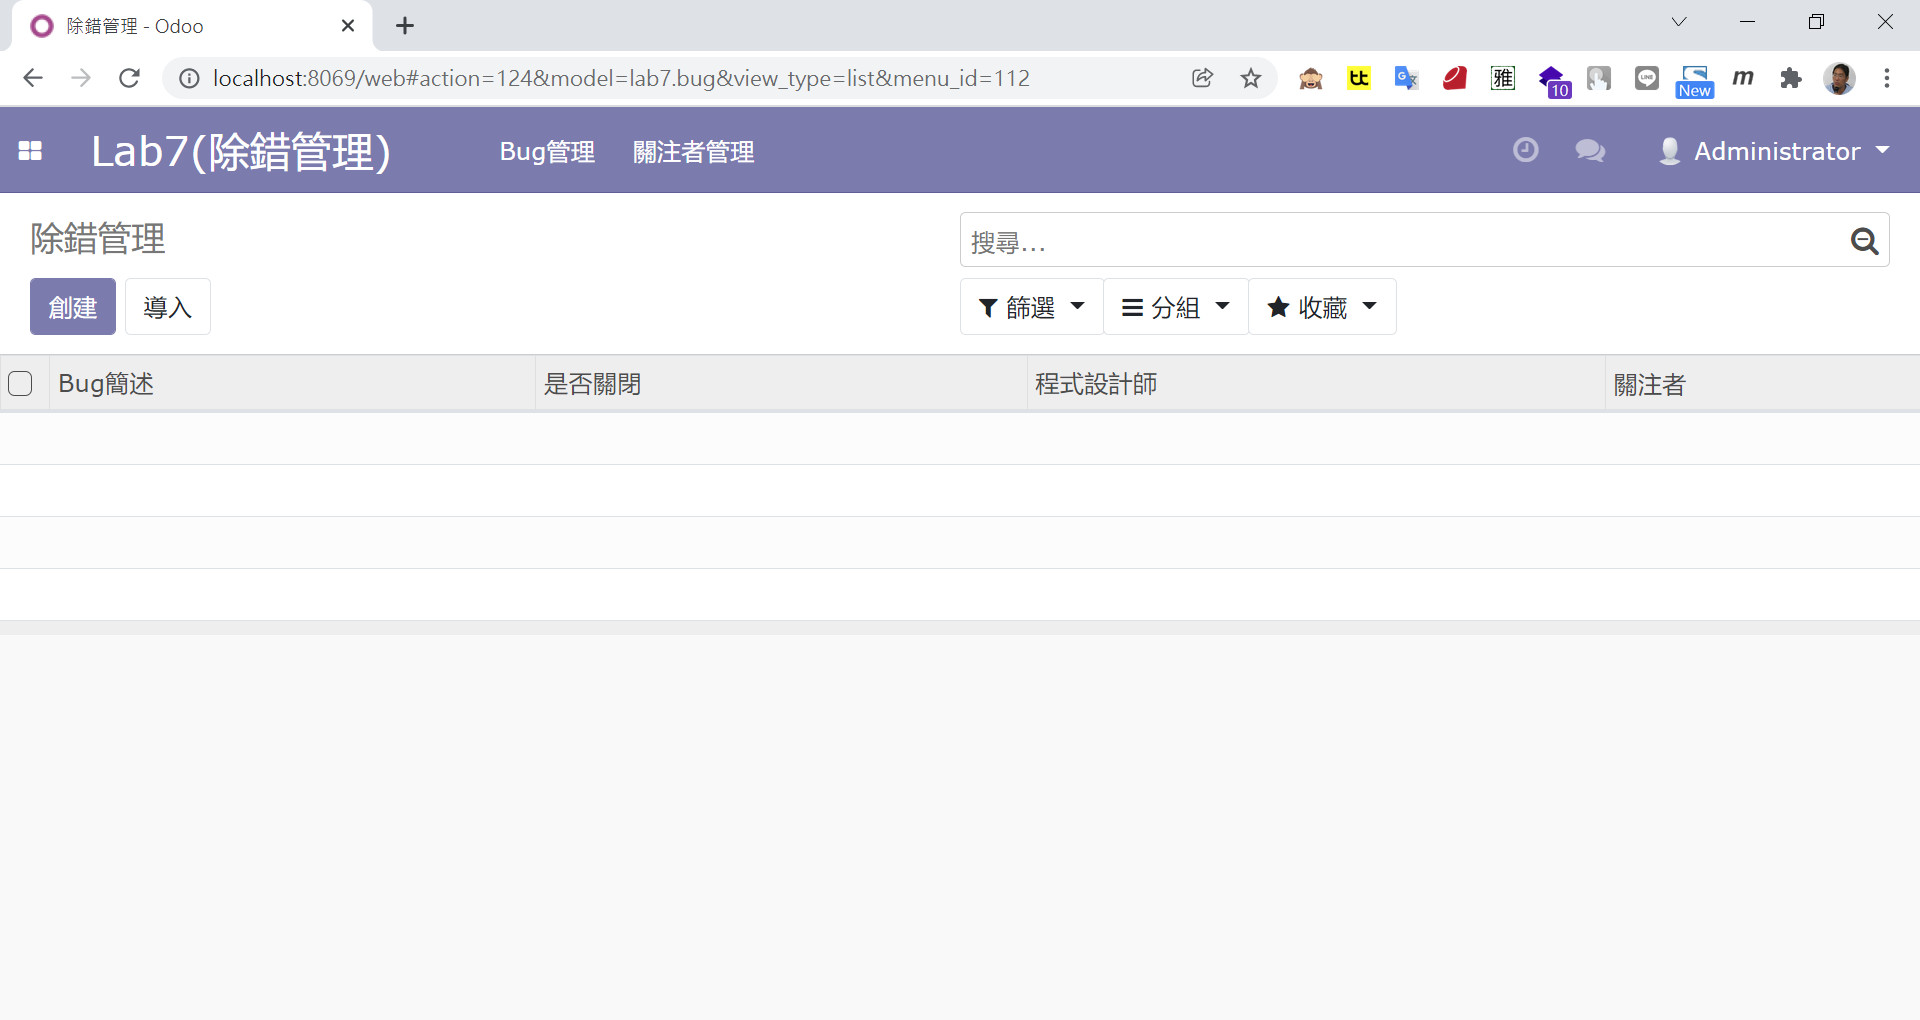 除錯管理 - Odoo
localhost:8069/web#action=124&model=lab7.bug&view_type=list&menu_id=112
tt
G
雅
10
LINE
New
m
Lab7(除錯管理)
Bug管理
關注者管理
Administrator
除錯管理
搜尋...
創建
導入
篩選
分組
收藏
Bug簡述
是否關閉
程式設計師
關注者